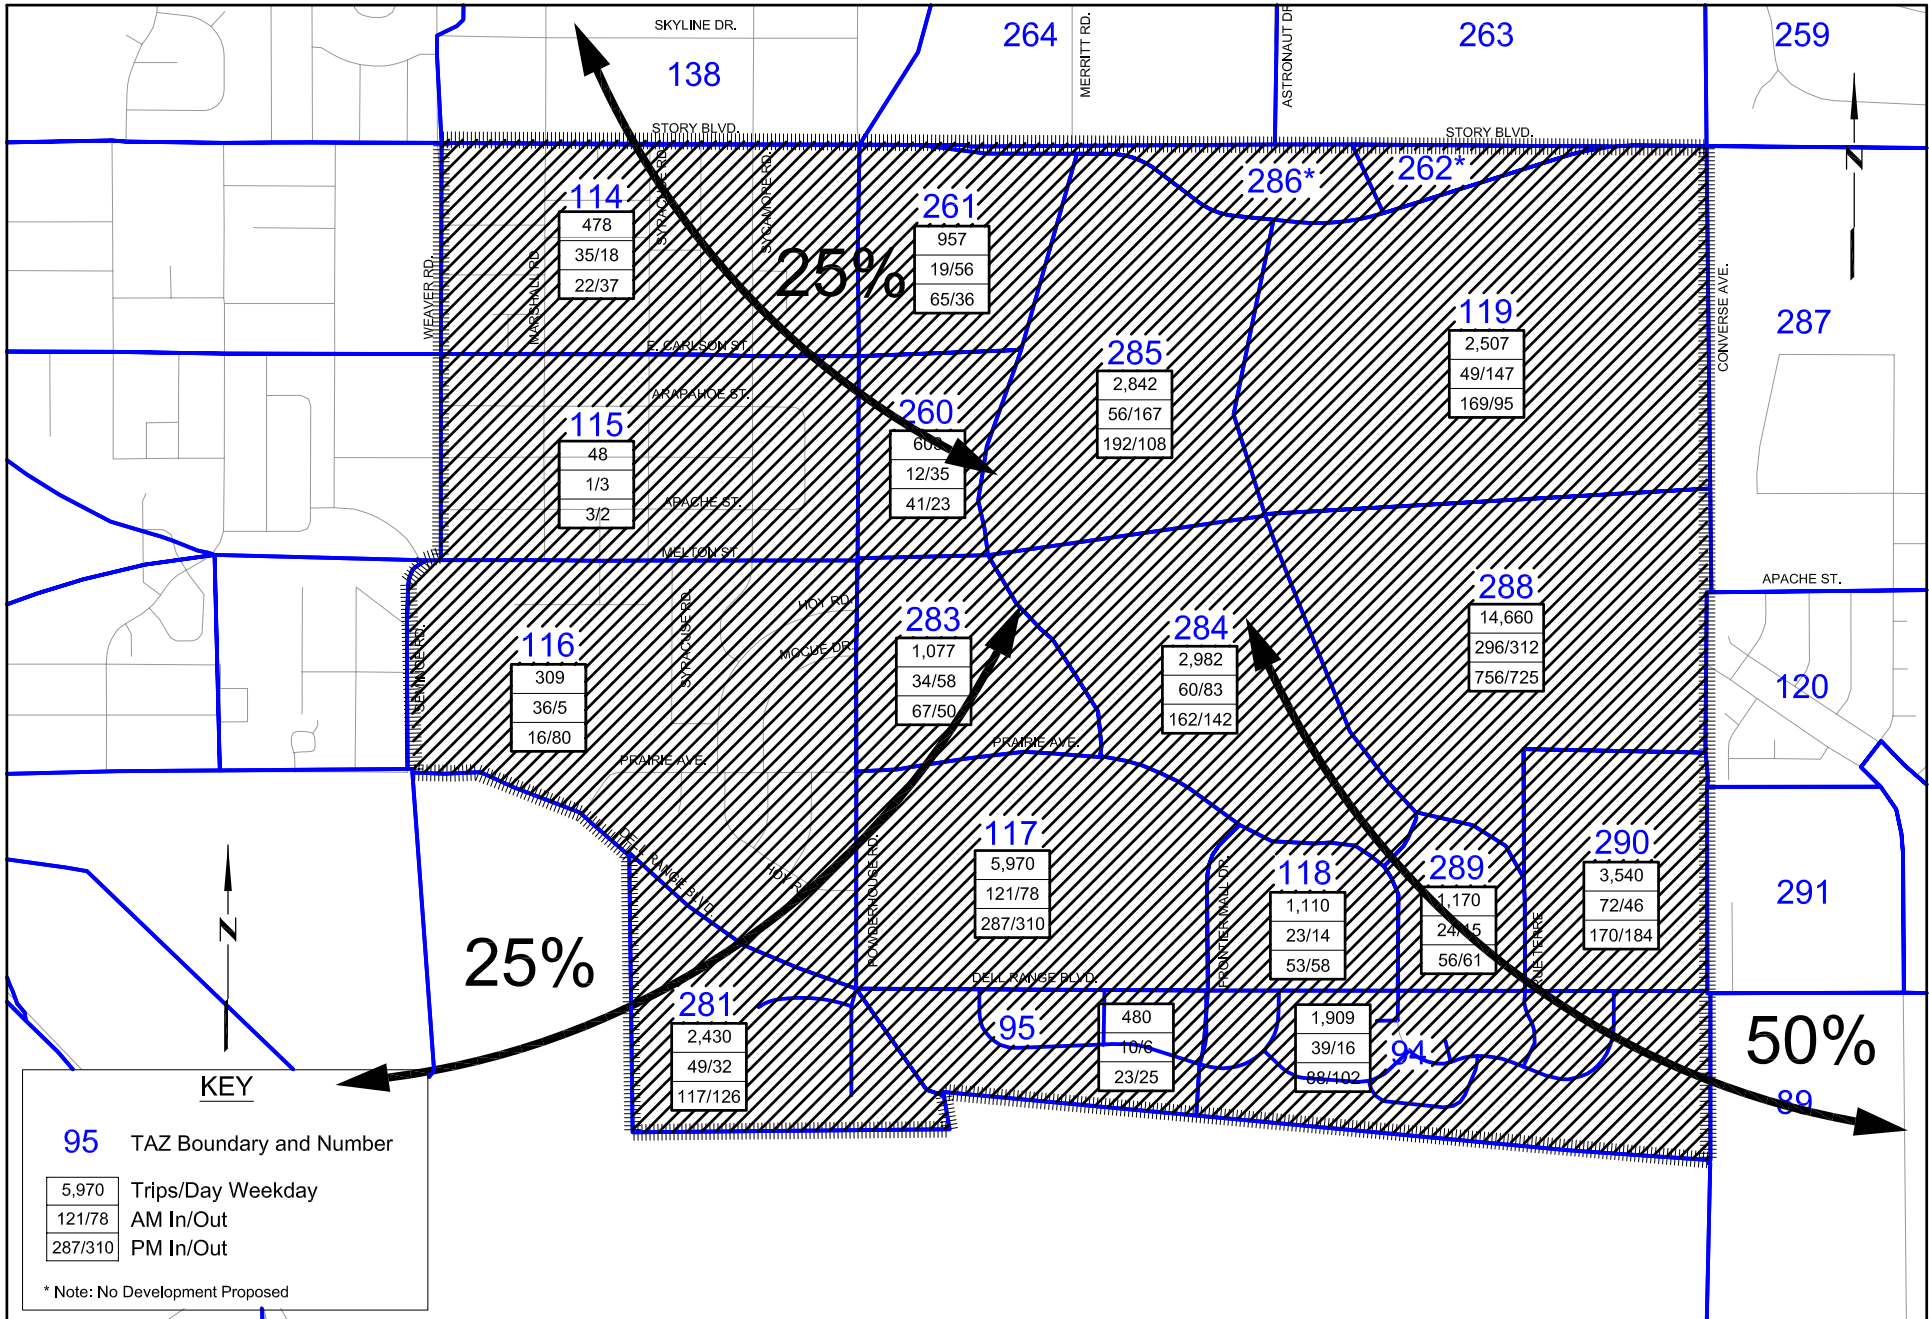 SKYLINE DR.
264
MERRITT RD.
ASTRONAUT DR
263
259
138
STORY BLVD.
STORY BLVD.
N
114
478
35/18
22/37
SYRACUSE RD.
SYCAMORE RD.
25%
261
957
19/56
65/36
286*
262*
WEAVER RD.
MARSHALL RD.
E. CARLSON ST.
CONVERSE AVE.
287
119
2,507
49/147
169/95
285
2,842
56/167
192/108
ARAPAHOE ST.
115
48
1/3
3/2
260
12/35
41/23
APACHE ST.
MELTON ST.
APACHE ST.
HOY RD.
MCCUE DR.
SYRACUSE RD.
SEMINOE RD.
116
309
36/5
16/80
283
1,077
34/58
67/50
284
2,982
60/83
162/142
288
14,660
296/312
756/725
120
PRAIRIE AVE.
PRAIRIE AVE.
DELL RANGE BLVD.
HOY R
POWDERHOUSE RD.
117
5,970
121/78
287/310
FRONTIER MALL DR.
118
1,110
23/14
53/58
289
1,170
24/15
56/61
RUE TERRE
290
3,540
72/46
170/184
291
N
25%
DELL RANGE BLVD.
281
2,430
49/32
117/126
95
480
10/6
23/25
1,909
39/16
88/102
94
50%
89
KEY
95 TAZ Boundary and Number
5,970 Trips/Day Weekday
121/78 AM In/Out
287/310 PM In/Out
* Note: No Development Proposed